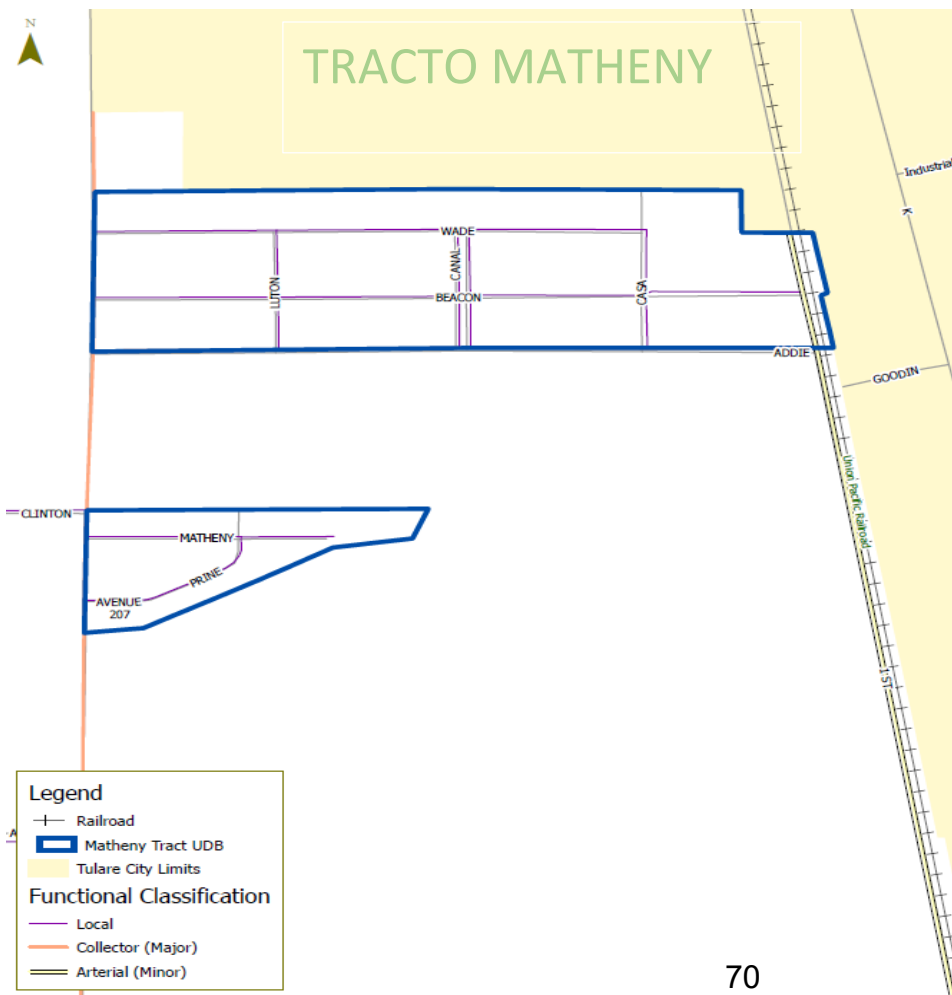 N
TRACTO MATHENY
Industrial
K
WADE
CANAL
LUTON
BEACON
CASA
ADDIE
GOODIN
Union Pacific Railroad
CLINTON
MATHENY
PRINE
AVENUE
207
I ST
Legend
Railroad
Matheny Tract UDB
Tulare City Limits
Functional Classification
Local
Collector (Major)
Arterial (Minor)
A
70